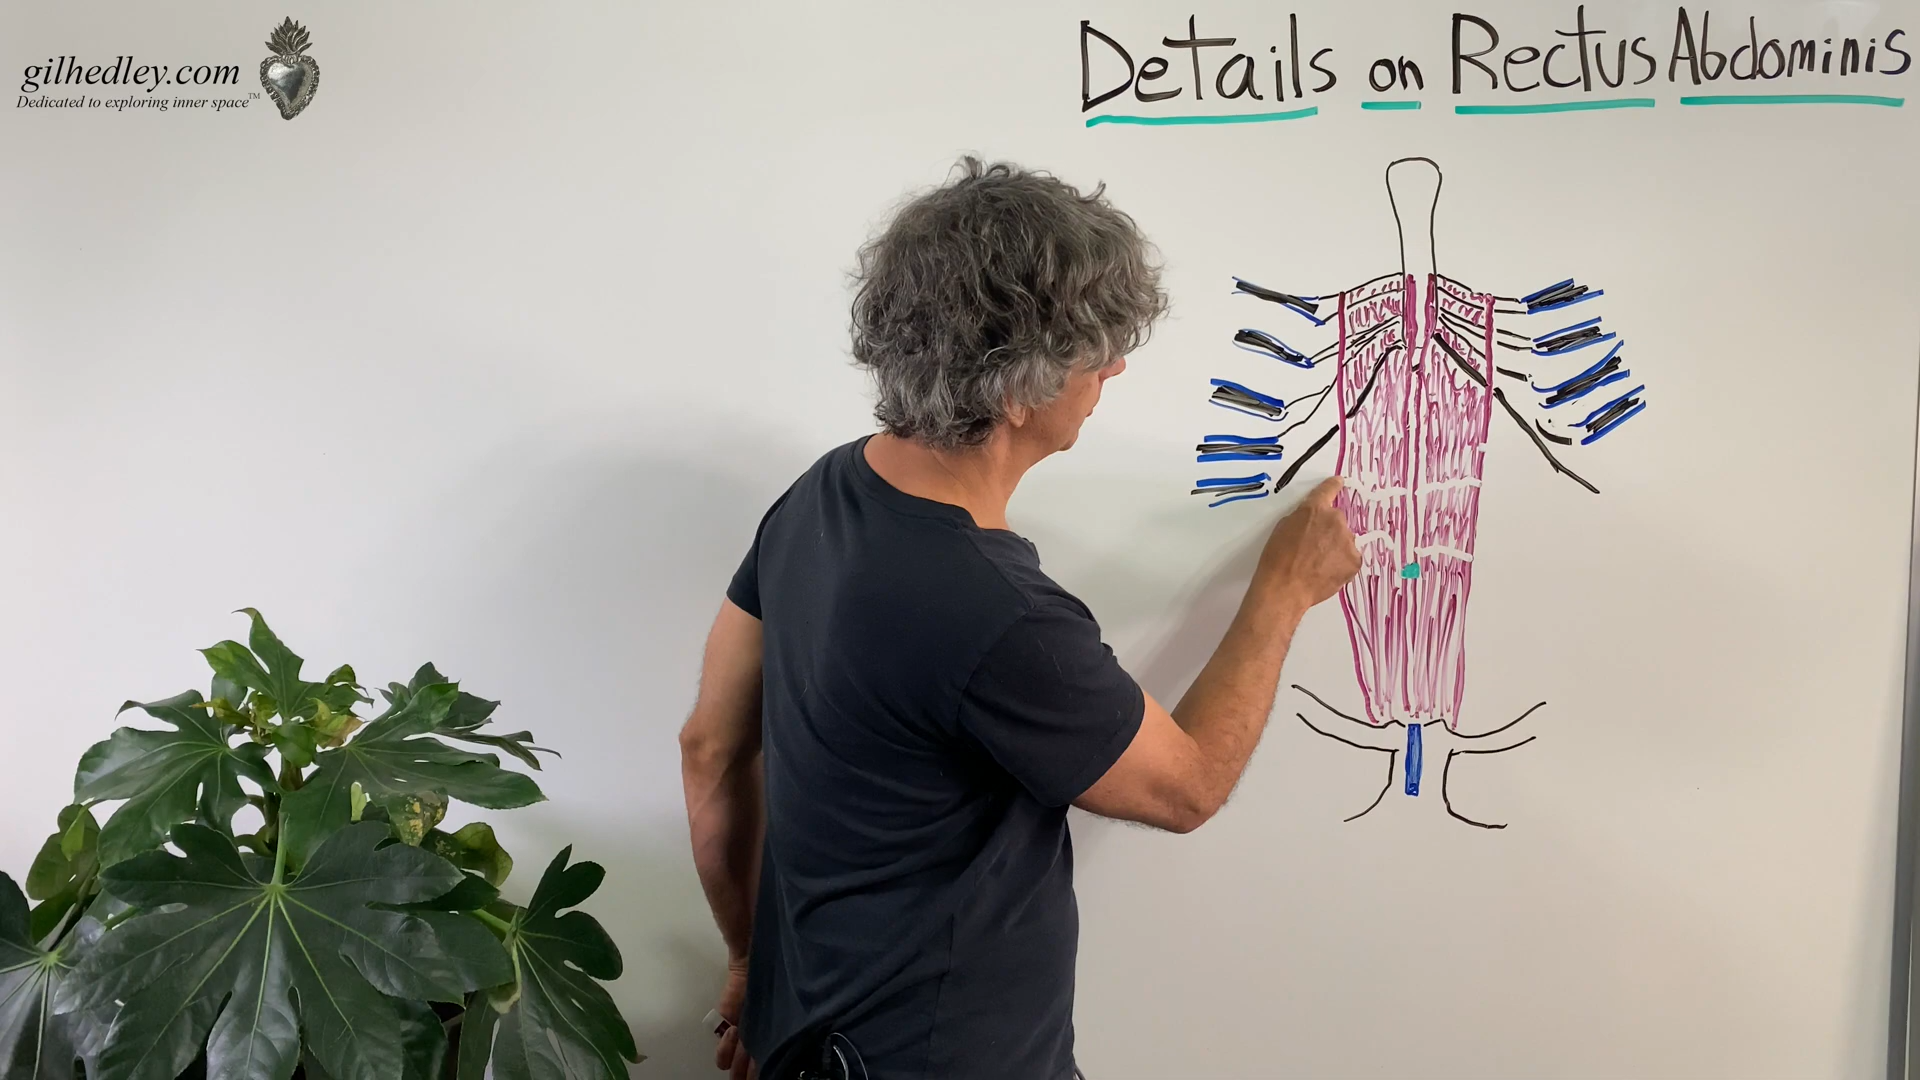 gilhedley.com
Dedicated to exploring inner space™
Details on Rectus Abdominis